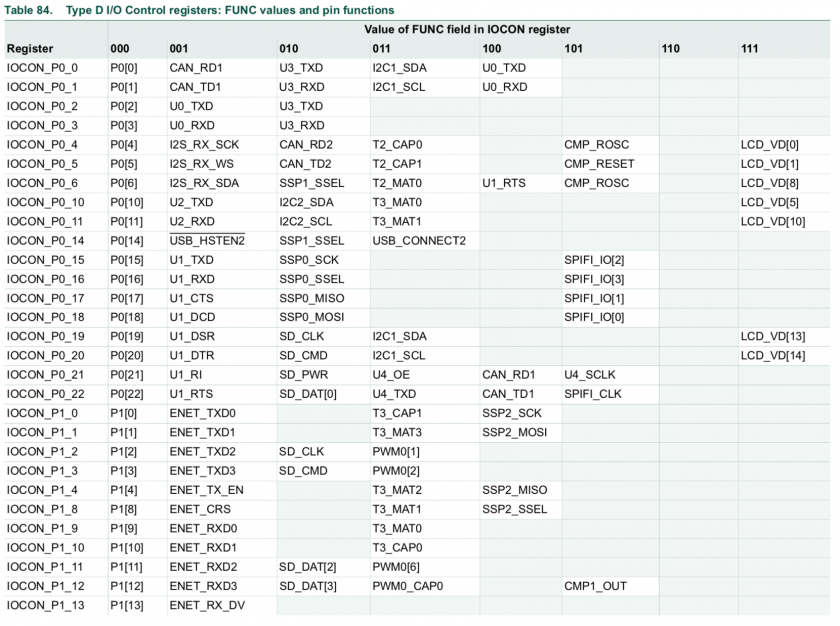 Table 84. Type D I/O Control registers: FUNC values and pin functions
Value of FUNC field in IOCON register
Register 000 001 010 011 100 101 110 111
IOCON_P0_0 P0[0] CAN_RD1 U3_TXD I2C1_SDA U0_TXD
IOCON_P0_1 P0[1] CAN_TD1 U3_RXD I2C1_SCL U0_RXD
IOCON_P0_2 P0[2] U0_TXD U3_TXD
IOCON_P0_3 P0[3] U0_RXD U3_RXD
IOCON_P0_4 P0[4] I2S_RX_SCK CAN_RD2 T2_CAP0 CMP_ROSC LCD_VD[0]
IOCON_P0_5 P0[5] I2S_RX_WS CAN_TD2 T2_CAP1 CMP_RESET LCD_VD[1]
IOCON_P0_6 P0[6] I2S_RX_SDA SSP1_SSEL T2_MAT0 U1_RTS CMP_ROSC LCD_VD[8]
IOCON_P0_10 P0[10] U2_TXD I2C2_SDA T3_MAT0 LCD_VD[5]
IOCON_P0_11 P0[11] U2_RXD I2C2_SCL T3_MAT1 LCD_VD[10]
IOCON_P0_14 P0[14] USB_HSTEN2 SSP1_SSEL USB_CONNECT2
IOCON_P0_15 P0[15] U1_TXD SSP0_SCK SPIFI_IO[2]
IOCON_P0_16 P0[16] U1_RXD SSP0_SSEL SPIFI_IO[3]
IOCON_P0_17 P0[17] U1_CTS SSP0_MISO SPIFI_IO[1]
IOCON_P0_18 P0[18] U1_DCD SSP0_MOSI SPIFI_IO[0]
IOCON_P0_19 P0[19] U1_DSR SD_CLK I2C1_SDA LCD_VD[13]
IOCON_P0_20 P0[20] U1_DTR SD_CMD I2C1_SCL LCD_VD[14]
IOCON_P0_21 P0[21] U1_RI SD_PWR U4_OE CAN_RD1 U4_SCLK
IOCON_P0_22 P0[22] U1_RTS SD_DAT[0] U4_TXD CAN_TD1 SPIFI_CLK
IOCON_P1_0 P1[0] ENET_TXD0 T3_CAP1 SSP2_SCK
IOCON_P1_1 P1[1] ENET_TXD1 T3_MAT3 SSP2_MOSI
IOCON_P1_2 P1[2] ENET_TXD2 SD_CLK PWM0[1]
IOCON_P1_3 P1[3] ENET_TXD3 SD_CMD PWM0[2]
IOCON_P1_4 P1[4] ENET_TX_EN T3_MAT2 SSP2_MISO
IOCON_P1_8 P1[8] ENET_CRS T3_MAT1 SSP2_SSEL
IOCON_P1_9 P1[9] ENET_RXD0 T3_MAT0
IOCON_P1_10 P1[10] ENET_RXD1 T3_CAP0
IOCON_P1_11 P1[11] ENET_RXD2 SD_DAT[2] PWM0[6]
IOCON_P1_12 P1[12] ENET_RXD3 SD_DAT[3] PWM0_CAP0 CMP1_OUT
IOCON_P1_13 P1[13] ENET_RX_DV